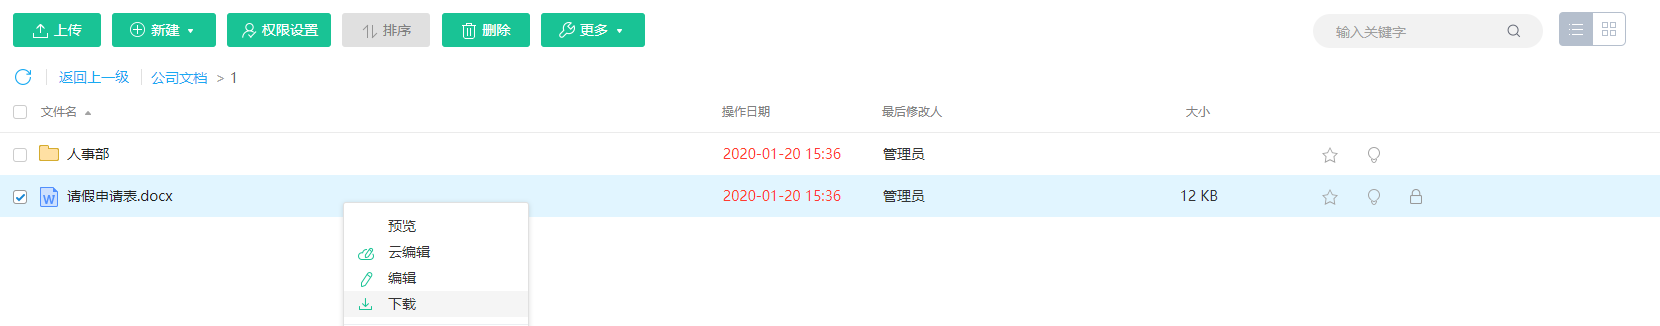 上传 新建 权限设置 排序 删除 更多 输入关键字
返回上一级 公司文档 > 1
文件名 操作日期 最后修改人 大小
人事部 2020-01-20 15:36 管理员
W 请假申请表.docx 2020-01-20 15:36 管理员 12 KB
预览
云编辑
编辑
下载